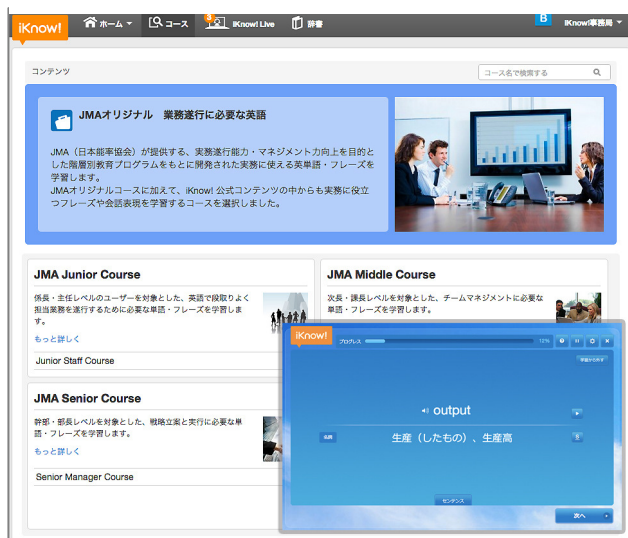 iKnow!
ホーム
コース
3
iKnow! Live
辞書
B
iKnow!事務局
コンテンツ
コース名で検索する
JMAオリジナル　業務遂行に必要な英語
JMA（日本能率協会）が提供する、実務遂行能力・マネジメント力向上を目的と
した階層別教育プログラムをもとに開発された実務に使える英単語・フレーズを
学習します。
JMAオリジナルコースに加えて、iKnow! 公式コンテンツの中からも実務に役立
つフレーズや会話表現を学習するコースを選択しました。
JMA Junior Course
係長・主任レベルのユーザーを対象とした、英語で段取りよく
担当業務を遂行するために必要な単語・フレーズを学習しま
す。
もっと詳しく
Junior Staff Course
JMA Middle Course
次長・課長レベルを対象とした、チームマネジメントに必要な
単語・フレーズを学習します。
JMA Senior Course
幹部・部長レベルを対象とした、戦略立案と実行に必要な単
語・フレーズを学習します。
もっと詳しく
Senior Manager Course
iKnow!
プログレス
12%
学習から外す
output
名詞
生産（したもの）、生産高
センテンス
次へ